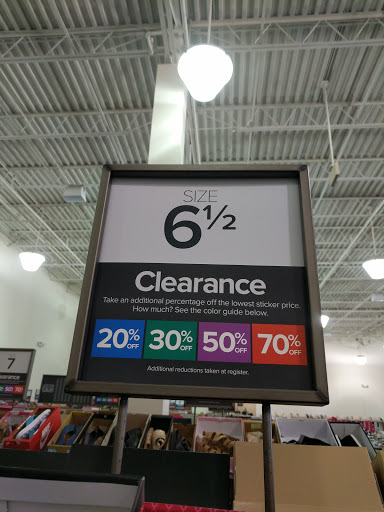 SIZE
6½
Clearance
Take an additional percentage off the lowest sticker price.
How much? See the color guide below.
20% OFF 30% OFF 50% OFF 70% OFF
Additional reductions taken at register.
7